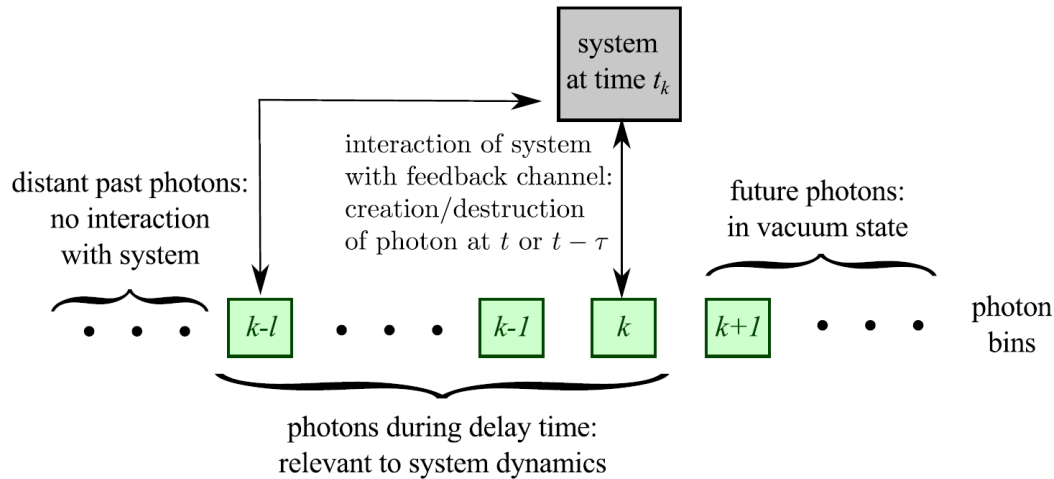 system
at time t_k
interaction of system
with feedback channel:
creation/destruction
of photon at t or t − τ
distant past photons:
no interaction
with system
future photons:
in vacuum state
k-l
k-1
k
k+1
photon
bins
photons during delay time:
relevant to system dynamics